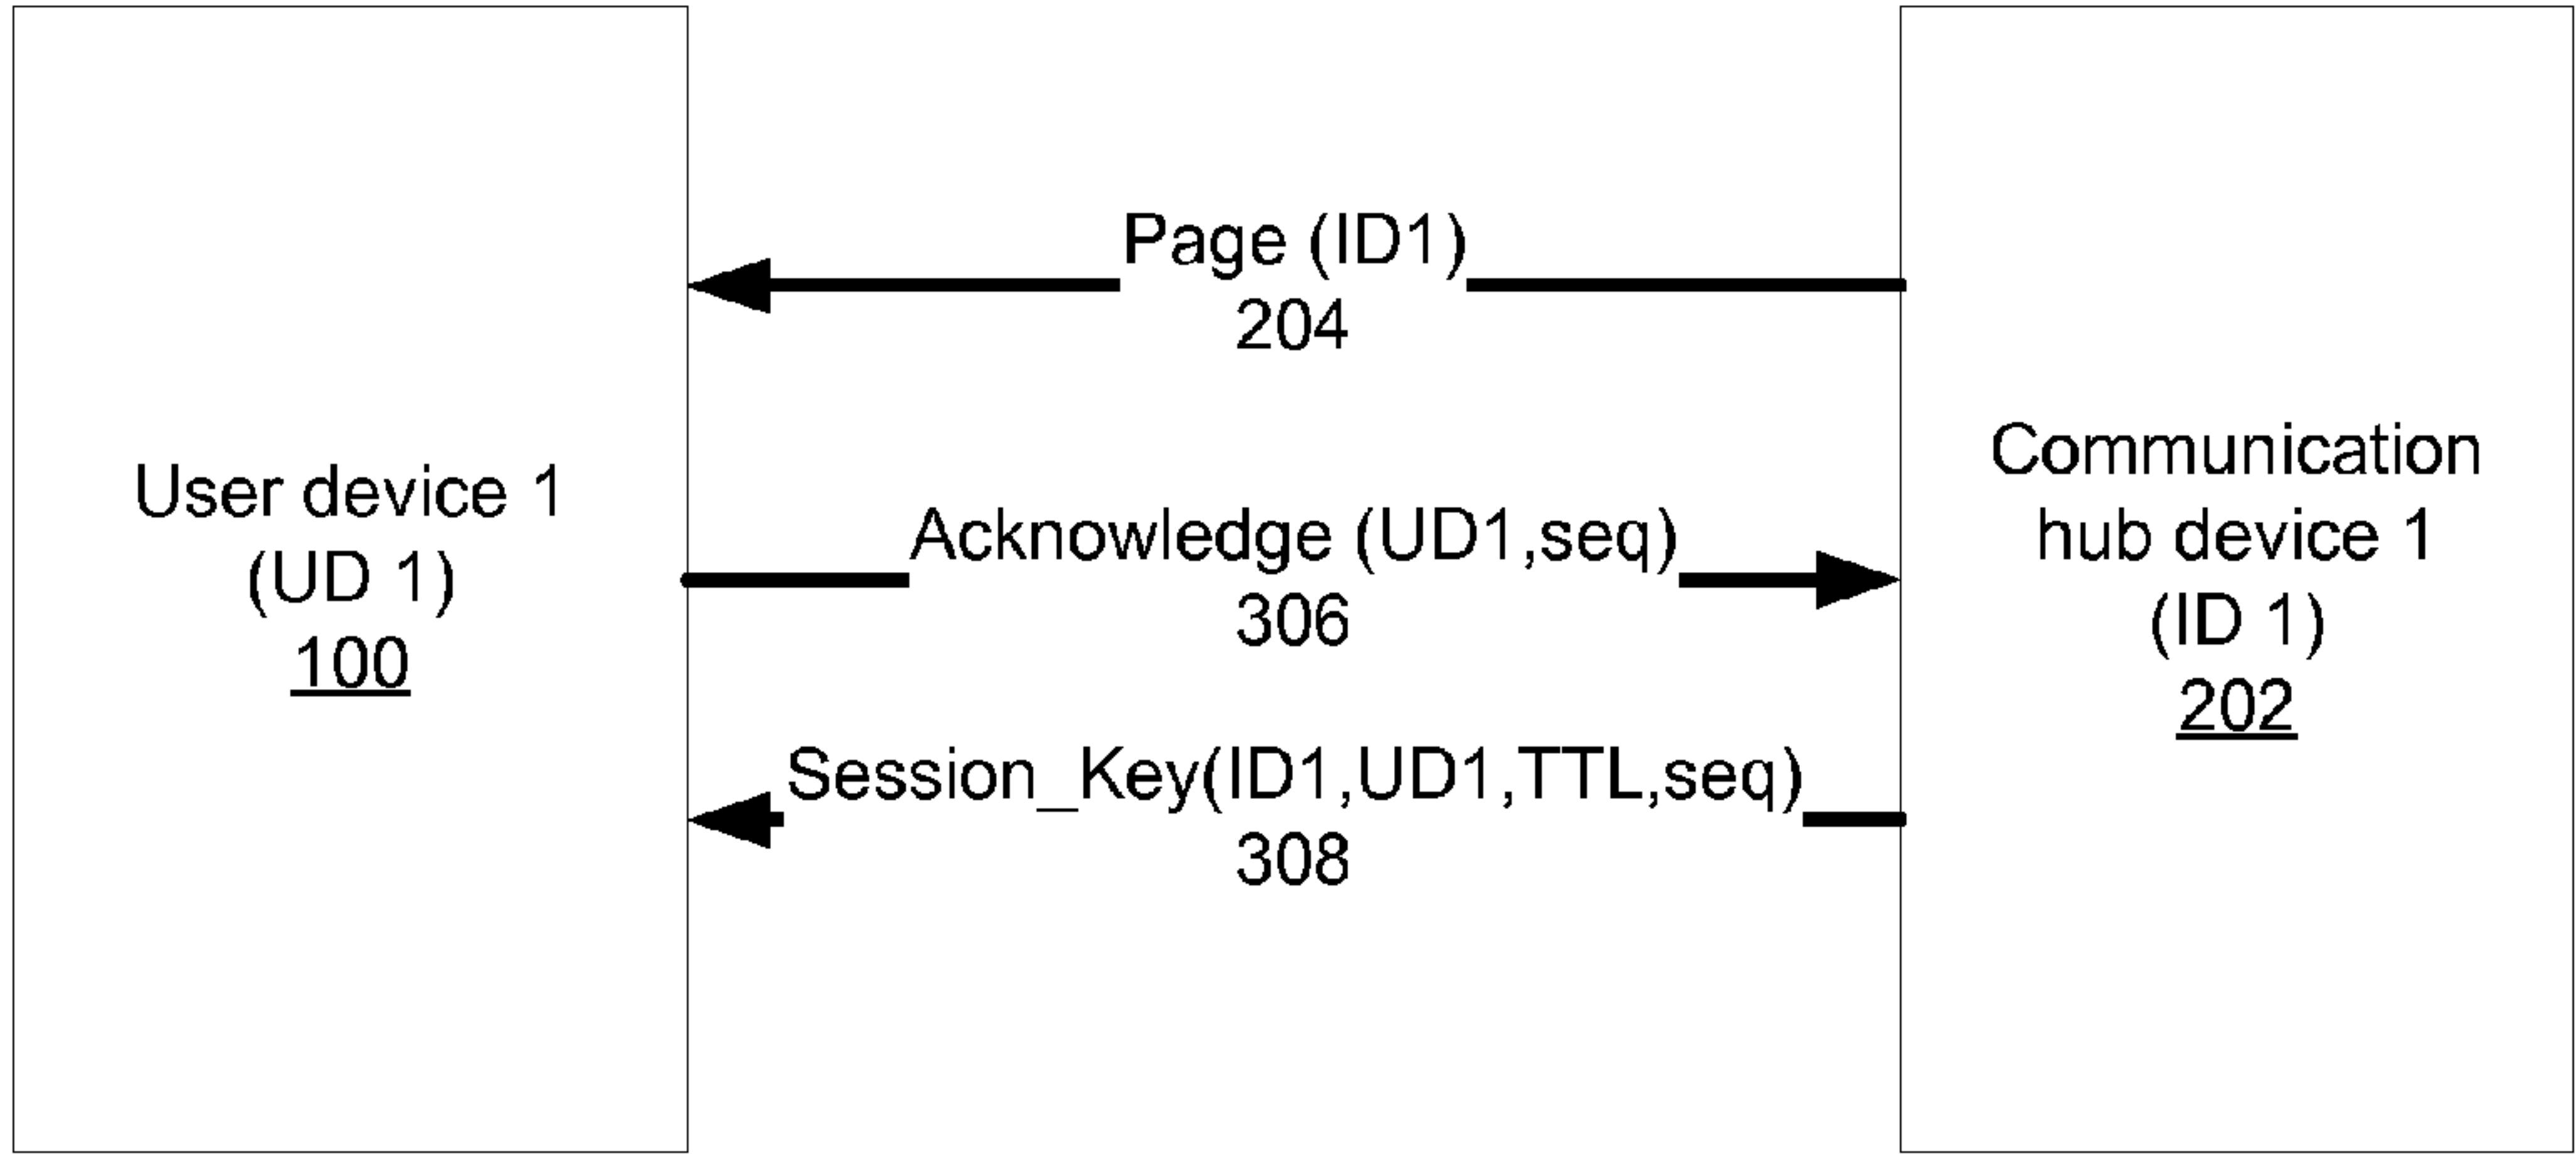 User device 1
(UD 1)
100
Page (ID1)
204
Acknowledge (UD1,seq)
306
Session_Key(ID1,UD1,TTL,seq)
308
Communication
hub device 1
(ID 1)
202